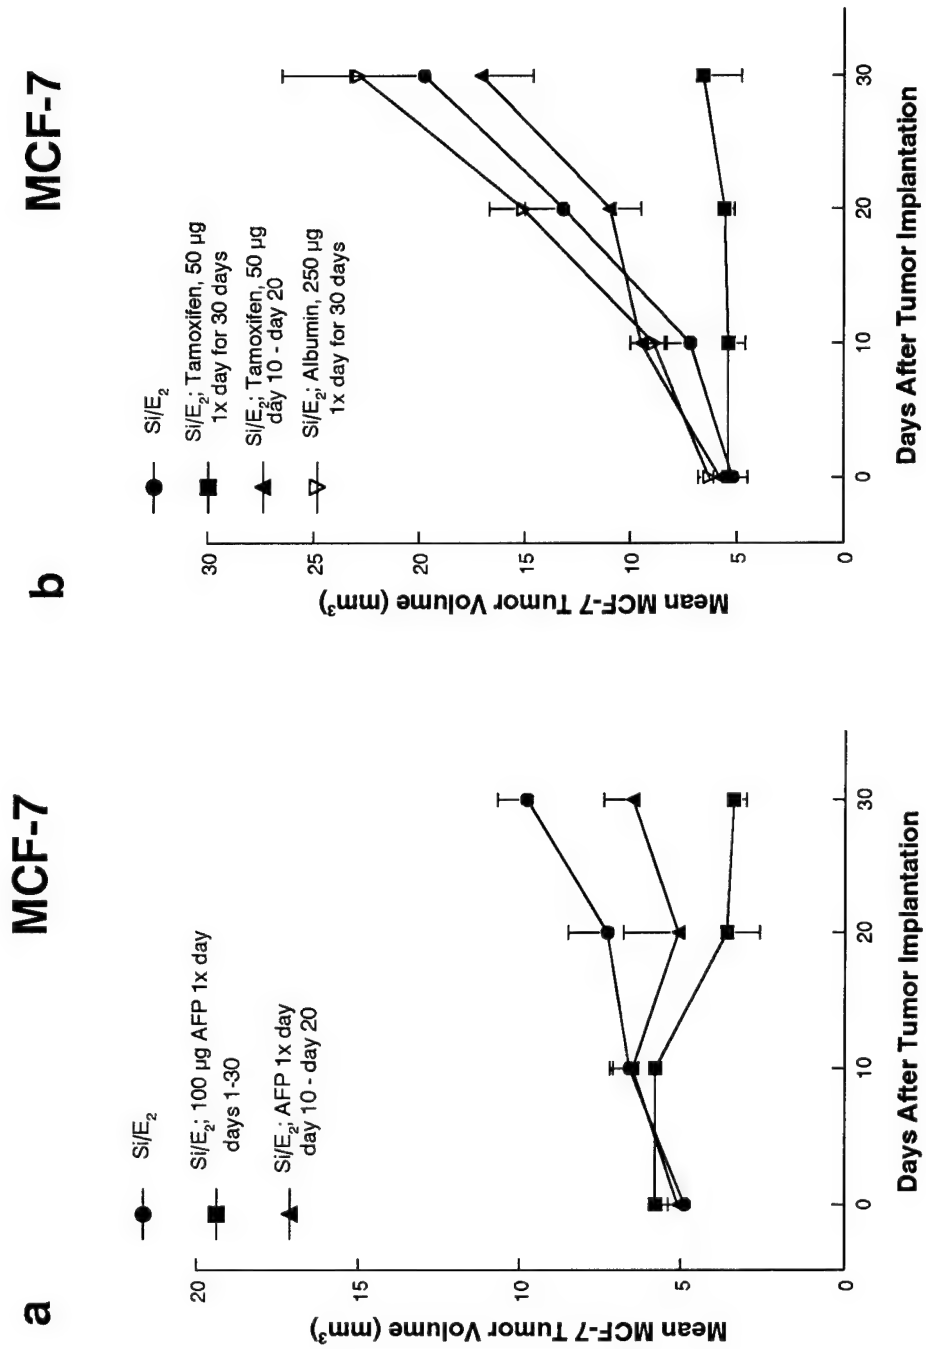 a
MCF-7
Si/E2
Si/E2; 100 µg AFP 1x day
days 1-30
Si/E2; AFP 1x day
day 10 - day 20
20
15
10
5
0
Mean MCF-7 Tumor Volume (mm3)
0 10 20 30
Days After Tumor Implantation
b
MCF-7
Si/E2
Si/E2; Tamoxifen, 50 µg
1x day for 30 days
Si/E2; Tamoxifen, 50 µg
day 10 - day 20
Si/E2; Albumin, 250 µg
1x day for 30 days
30
25
20
15
10
5
0
Mean MCF-7 Tumor Volume (mm3)
0 10 20 30
Days After Tumor Implantation